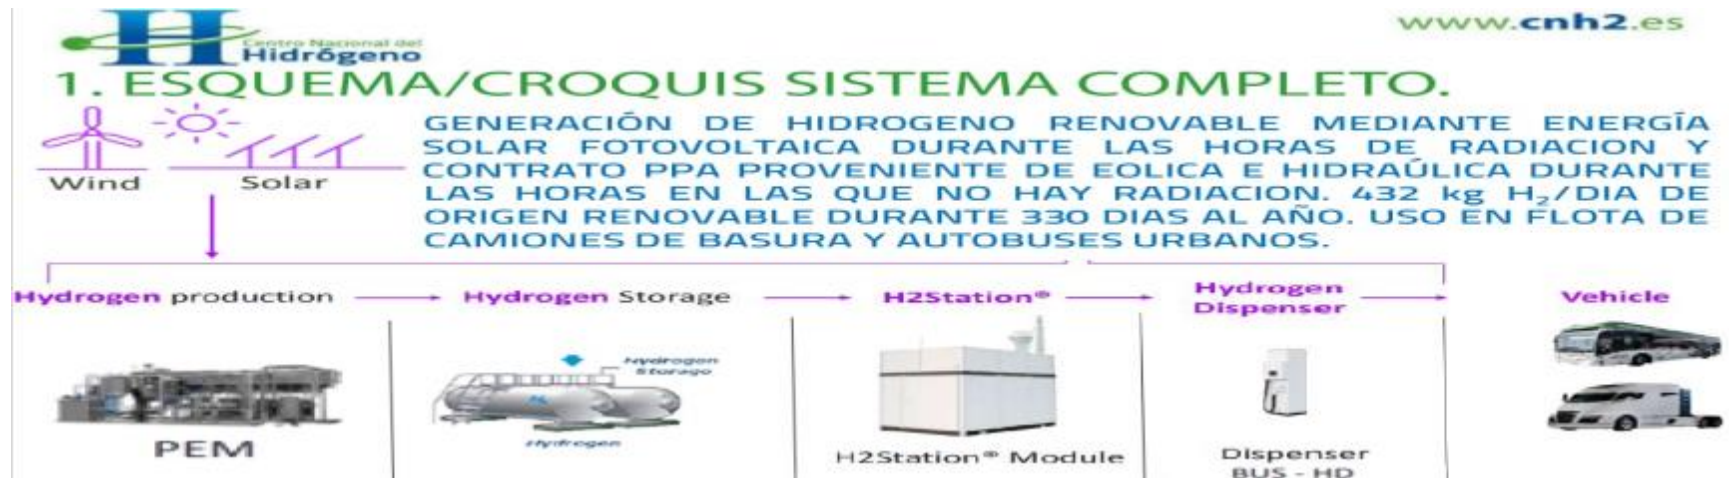 www.cnh2.es
Centro Nacional del
Hidrógeno
1. ESQUEMA/CROQUIS SISTEMA COMPLETO.
GENERACIÓN DE HIDROGENO RENOVABLE MEDIANTE ENERGÍA
SOLAR FOTOVOLTAICA DURANTE LAS HORAS DE RADIACION Y
CONTRATO PPA PROVENIENTE DE EOLICA E HIDRAÚLICA DURANTE
LAS HORAS EN LAS QUE NO HAY RADIACION. 432 kg H₂/DIA DE
ORIGEN RENOVABLE DURANTE 330 DIAS AL AÑO. USO EN FLOTA DE
CAMIONES DE BASURA Y AUTOBUSES URBANOS.
Wind
Solar
Hydrogen production
Hydrogen Storage
H2Station®
Hydrogen
Dispenser
Vehicle
Hydrogen
Storage
Hydrogen
PEM
H2Station® Module
Dispenser
BUS - HD